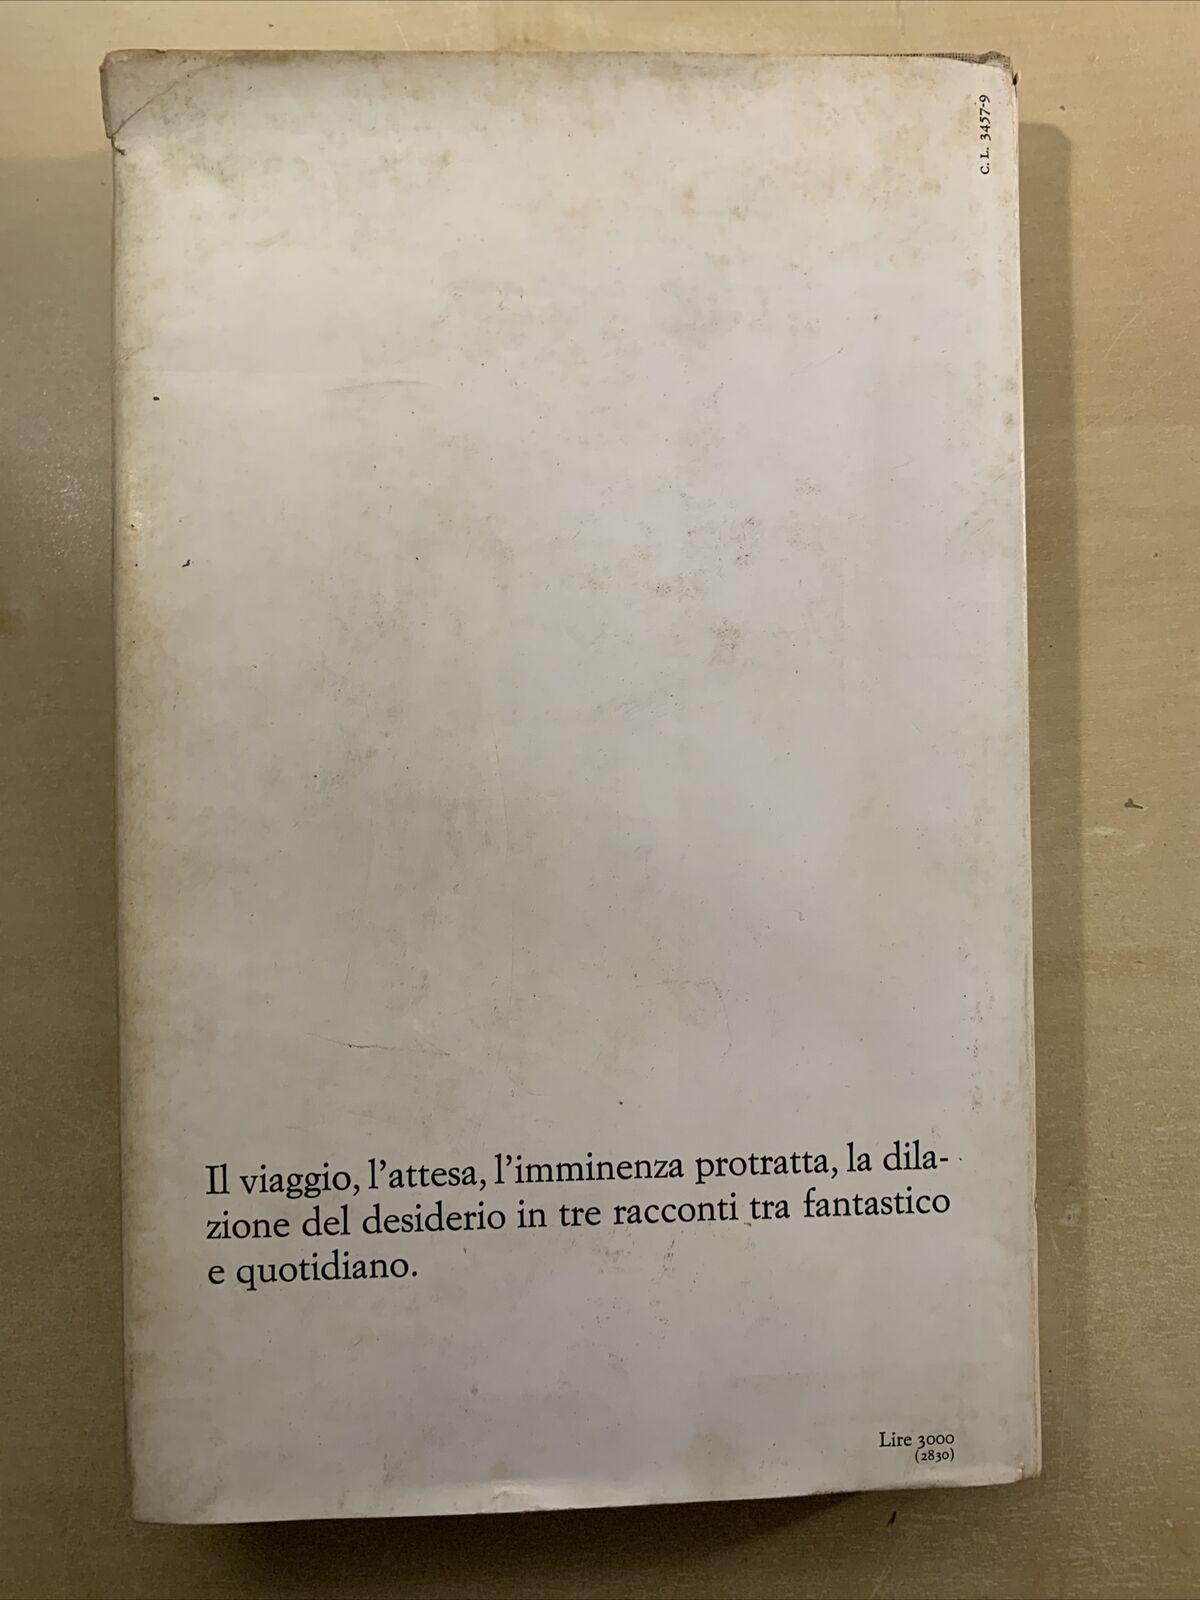 C. L. 3457-9
Il viaggio, l'attesa, l'imminenza protratta, la dila-
zione del desiderio in tre racconti tra fantastico
e quotidiano.
Lire 3000
(2830)